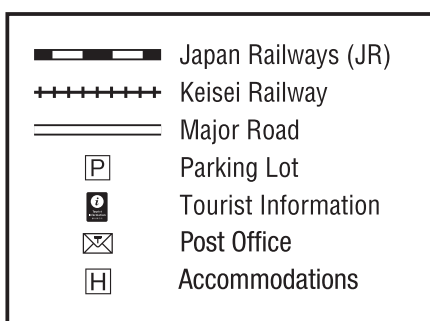 Japan Railways (JR)
Keisei Railway
Major Road
P Parking Lot
Tourist Information
Post Office
H Accommodations